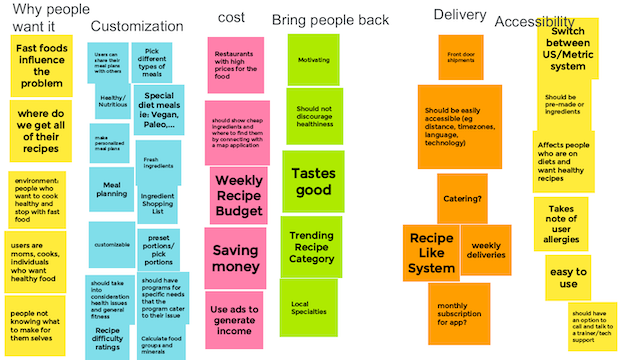 Why people
want it
Customization
cost
Bring people back
Delivery
Accessibility
Fast foods
influence
the
problem
where do
we get all
of their
recipes
environment:
people who
want to cook
healthy and
stop with fast
food
users are
moms, cooks,
individuals
who want
healthy food
people not
knowing what
to make for
them selves
Users can
share their
meal plans
with others
Pick
different
types of
meals
Healthy/
Nutritious
Special
diet meals
ie: Vegan,
Paleo,...
make
personalized
meal plans
Fresh
ingredients
Meal
planning
Ingredient
Shopping
List
customizable
preset
portions/
pick
portions
should take
into
consideration
health issues
and general
fitness
should have
programs for
specific needs
that the
program cater
to their issue
Recipe
difficulty
ratings
Calculate food
groups and
minerals
Restaurants
with high
prices for the
food
should show cheap
ingredients and
where to find them
by connecting with
a map application
Weekly
Recipe
Budget
Saving
money
Use ads to
generate
income
Motivating
Should not
discourage
healthiness
Tastes
good
Trending
Recipe
Category
Local
Specialties
Front door
shipments
Should be easily
accessible (eg
distance, timezones,
language,
technology)
Catering?
Recipe
Like
System
weekly
deliveries
monthly
subscription
for app?
Switch
between
US/Metric
system
Should be
pre-made or
ingredients
Affects people
who are on
diets and want
healthy
recipes
Takes
note of
user
allergies
easy to
use
should have
an option to
call and talk to
a trainer/tech
support